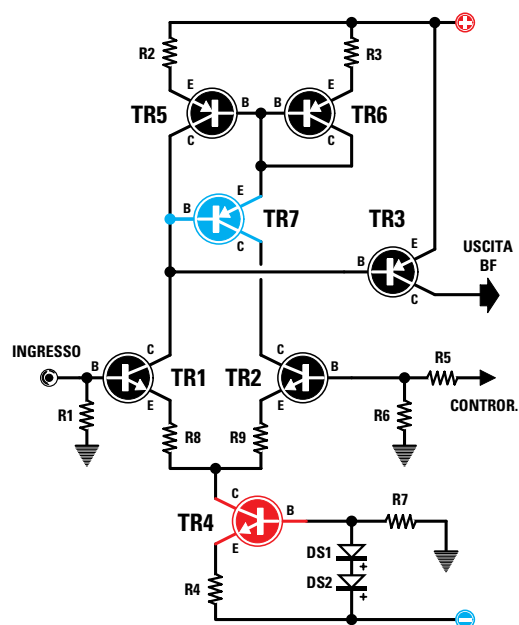 +
R2
R3
E
E
TR5
B
B
TR6
C
C
E
B
TR7
TR3
C
E
USCITA
BF
B
C
INGRESSO
C
C
B
TR1
TR2
B
R5
CONTROR.
E
E
R1
R6
R8
R9
C
B
R7
TR4
E
DS1
+
R4
DS2
+
−